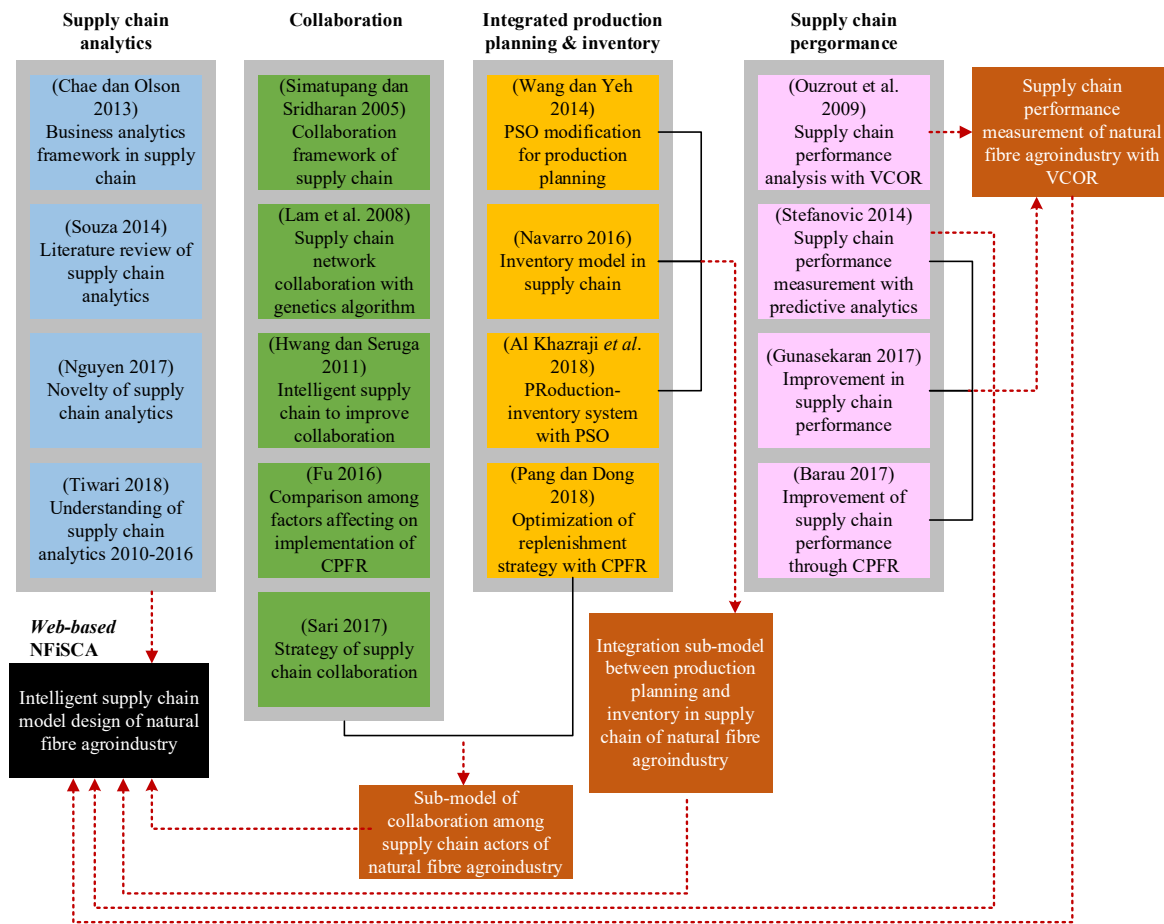 Supply chain
analytics
(Chae dan Olson
2013)
Business analytics
framework in supply
chain
(Souza 2014)
Literature review of
supply chain
analytics
(Nguyen 2017)
Novelty of supply
chain analytics
(Tiwari 2018)
Understanding of
supply chain
analytics 2010-2016
Web-based
NFiSCA
Intelligent supply chain
model design of natural
fibre agroindustry
Collaboration
(Simatupang dan
Sridharan 2005)
Collaboration
framework of
supply chain
(Lam et al. 2008)
Supply chain
network
collaboration with
genetics algorithm
(Hwang dan Seruga
2011)
Intelligent supply
chain to improve
collaboration
(Fu 2016)
Comparison among
factors affecting on
implementation of
CPFR
(Sari 2017)
Strategy of supply
chain collaboration
Sub-model of
collaboration among
supply chain actors of
natural fibre agroindustry
Integrated production
planning & inventory
(Wang dan Yeh
2014)
PSO modification
for production
planning
(Navarro 2016)
Inventory model in
supply chain
(Al Khazraji et al.
2018)
PRoduction-
inventory system
with PSO
(Pang dan Dong
2018)
Optimization of
replenishment
strategy with CPFR
Integration sub-model
between production
planning and
inventory in supply
chain of natural fibre
agroindustry
Supply chain
pergormance
(Ouzrout et al.
2009)
Supply chain
performance
analysis with VCOR
(Stefanovic 2014)
Supply chain
performance
measurement with
predictive analytics
(Gunasekaran 2017)
Improvement in
supply chain
performance
(Barau 2017)
Improvement of
supply chain
performance
through CPFR
Supply chain
performance
measurement of natural
fibre agroindustry with
VCOR